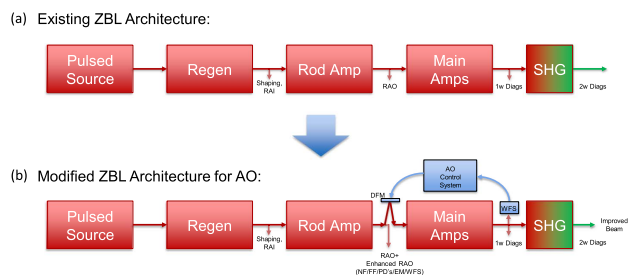 (a) Existing ZBL Architecture:
Pulsed
Source
Regen
Shaping,
RAI
Rod Amp
RAO
Main
Amps
1w Diags
SHG
2w Diags
(b) Modified ZBL Architecture for AO:
AO
Control
System
DFM
WFS
Pulsed
Source
Regen
Shaping,
RAI
Rod Amp
RAO+
Enhanced RAO
(NF/FF/PD's/EM/WFS)
Main
Amps
1w Diags
SHG
Improved
Beam
2w Diags